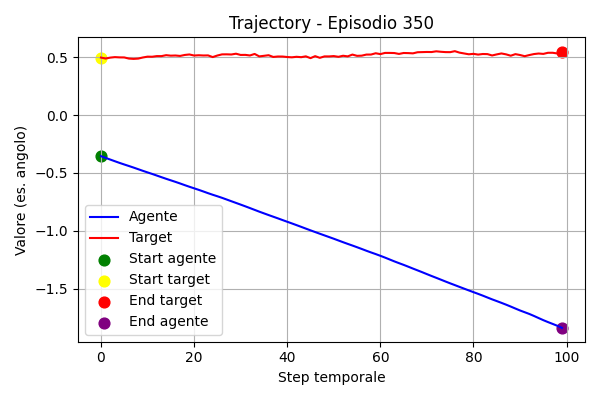 Trajectory - Episodio 350
Valore (es. angolo)
0.5
0.0
−0.5
−1.0
−1.5
Agente
Target
Start agente
Start target
End target
End agente
0 20 40 60 80 100
Step temporale